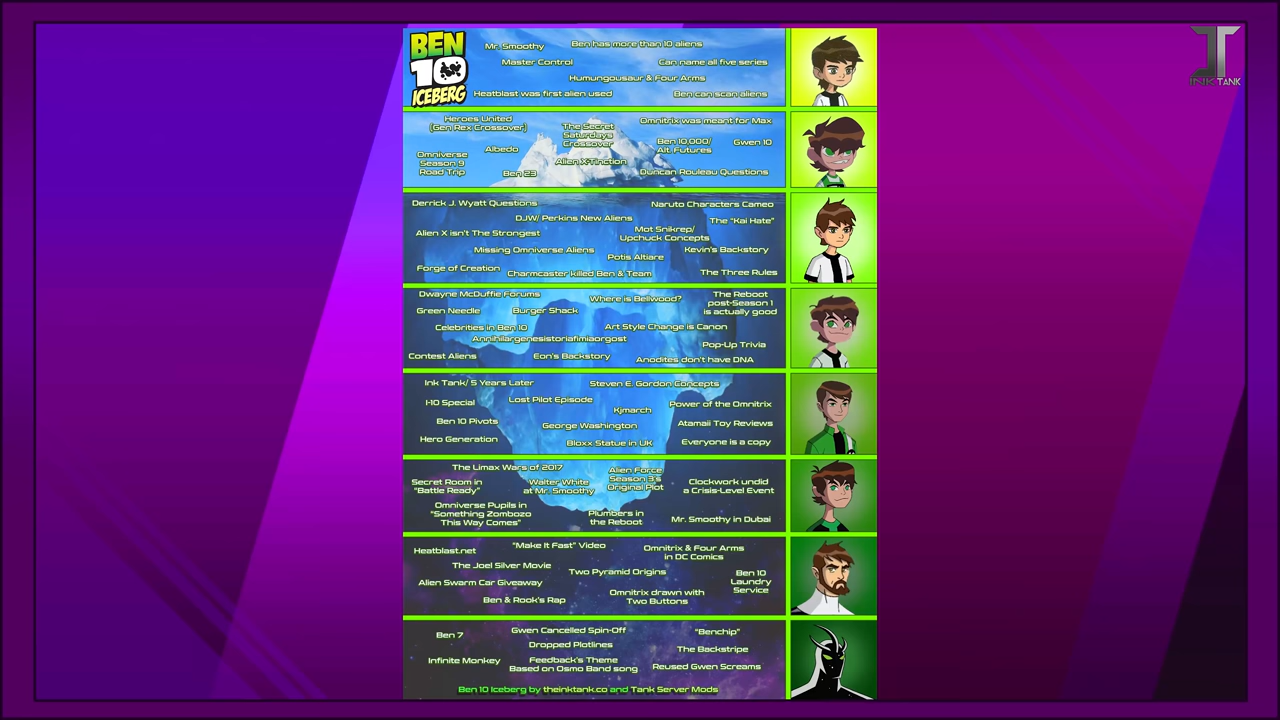 BEN
10
ICEBERG
Mr. Smoothy
Ben has more than 10 aliens
Master Control
Can name all five series
Humungousaur & Four Arms
Heatblast was first alien used
Ben can scan aliens
INK TANK
Heroes United
(Gen Rex Crossover)
The Secret
Saturdays
Crossover
Omnitrix was meant for Max
Albedo
Ben 10,000/
Alt. Futures
Gwen 10
Omniverse
Season 9
Road Trip
Alien X-Tinction
Ben 23
Duncan Rouleau Questions
Derrick J. Wyatt Questions
Naruto Characters Cameo
DJW/ Perkins New Aliens
The "Kai Hate"
Alien X isn't The Strongest
Mot Snikrep/
Upchuck Concepts
Missing Omniverse Aliens
Kevin's Backstory
Potis Altiare
Forge of Creation
Charmcaster killed Ben & Team
The Three Rules
Dwayne McDuffie Forums
Where is Bellwood?
The Reboot
post-Season 1
is actually good
Green Needle
Burger Shack
Celebrities in Ben 10
Art Style Change is Canon
Annihilargenesistoriafimiaorgost
Pop-Up Trivia
Contest Aliens
Eon's Backstory
Anodites don't have DNA
Ink Tank/ 5 Years Later
Steven E. Gordon Concepts
I-10 Special
Lost Pilot Episode
Kjmarch
Power of the Omnitrix
Ben 10 Pivots
George Washington
Atamaii Toy Reviews
Hero Generation
Bloxx Statue in UK
Everyone is a copy
The Limax Wars of 2017
Alien Force
Season 3's
Original Plot
Secret Room in
"Battle Ready"
Walter White
at Mr. Smoothy
Clockwork undid
a Crisis-Level Event
Omniverse Pupils in
"Something Zombozo
This Way Comes"
Plumbers in
the Reboot
Mr. Smoothy in Dubai
Heatblast.net
"Make It Fast" Video
Omnitrix & Four Arms
in DC Comics
The Joel Silver Movie
Two Pyramid Origins
Ben 10
Laundry
Service
Alien Swarm Car Giveaway
Omnitrix drawn with
Two Buttons
Ben & Rook's Rap
Ben 7
Gwen Cancelled Spin-Off
"Benchip"
Dropped Plotlines
The Backstripe
Infinite Monkey
Feedback's Theme
Based on Osmo Band song
Reused Gwen Screams
Ben 10 Iceberg by theinktank.co and Tank Server Mods